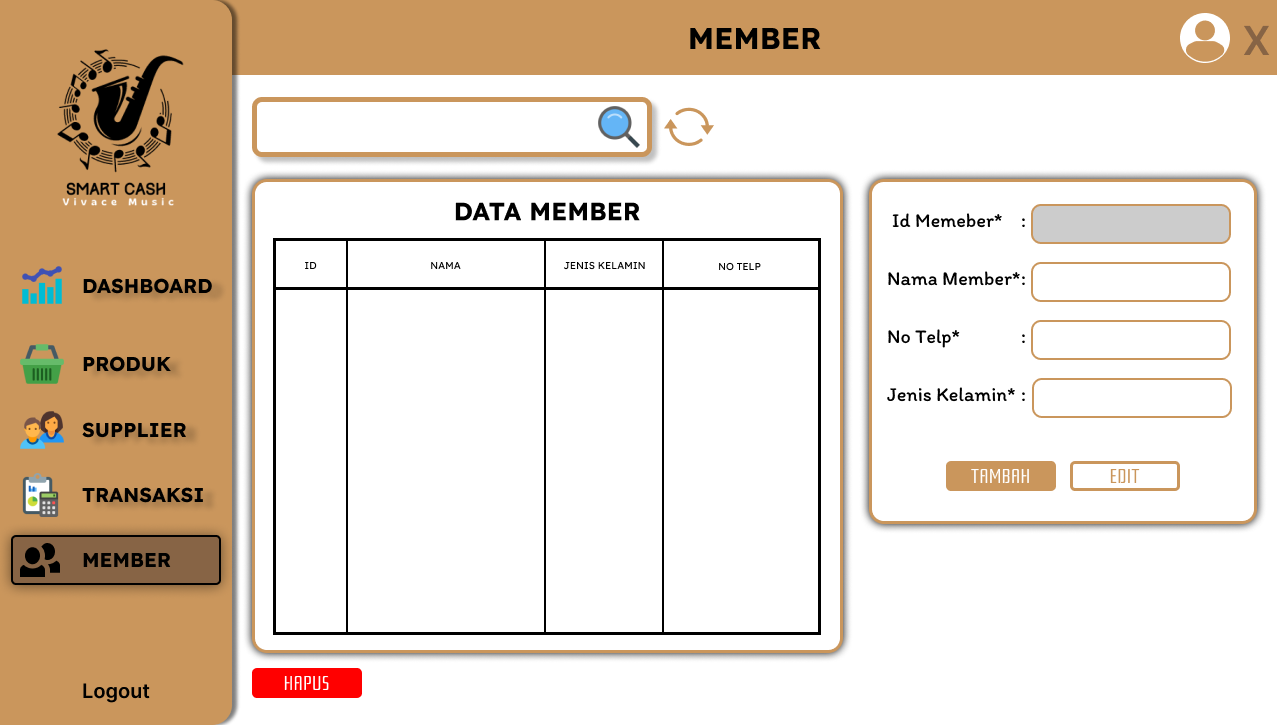 MEMBER
X
SMART CASH
Vivace Music
DASHBOARD
PRODUK
SUPPLIER
TRANSAKSI
MEMBER
Logout
DATA MEMBER
ID NAMA JENIS KELAMIN NO TELP
HAPUS
Id Memeber* :
Nama Member*:
No Telp* :
Jenis Kelamin* :
TAMBAH EDIT